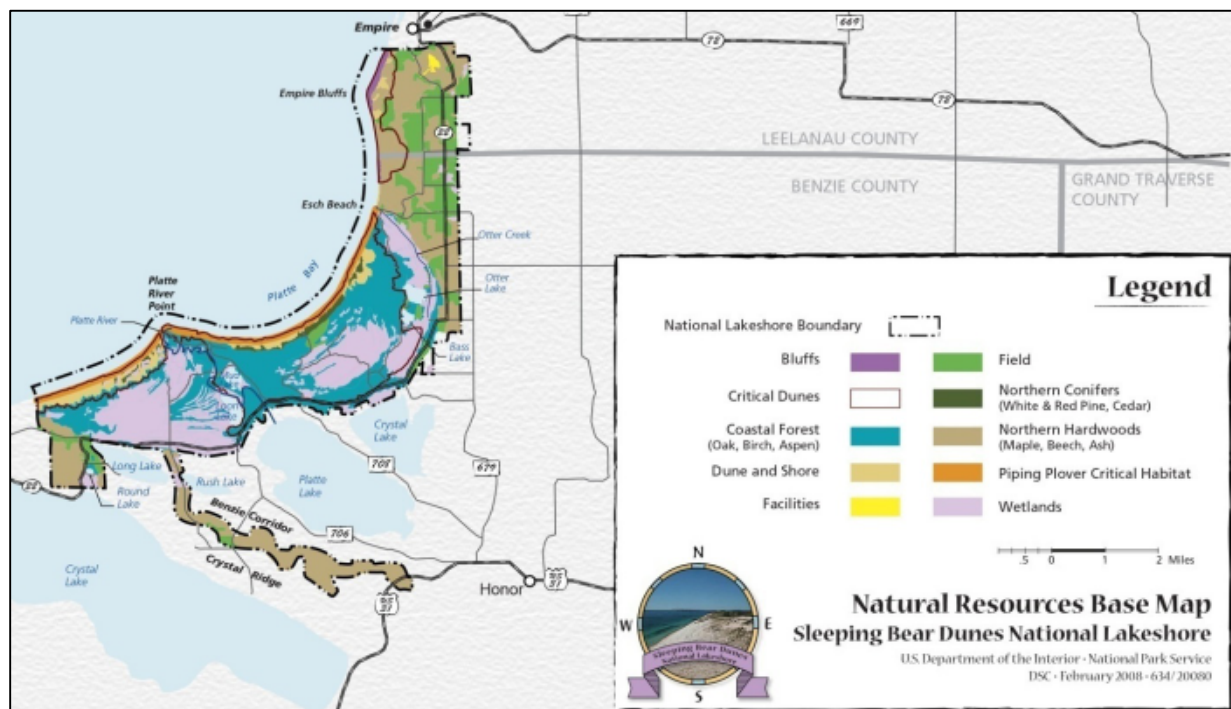 Empire
669
72
72
Empire Bluffs
22
LEELANAU COUNTY
BENZIE COUNTY
GRAND TRAVERSE
COUNTY
Esch Beach
Otter Creek
Otter
Lake
Platte Bay
Platte
River
Point
Platte River
Bass
Lake
Crystal
Lake
Long Lake
708
679
Rush Lake
Platte
Lake
22
Round
Lake
Benzie Corridor
706
Crystal Ridge
Crystal
Lake
Honor
US
31
US
31
Legend
National Lakeshore Boundary
Bluffs
Field
Critical Dunes
Northern Conifers
(White & Red Pine, Cedar)
Coastal Forest
(Oak, Birch, Aspen)
Northern Hardwoods
(Maple, Beech, Ash)
Dune and Shore
Piping Plover Critical Habitat
Facilities
Wetlands
.5 0 1 2 Miles
N
W E
S
Sleeping Bear Dunes
National Lakeshore
Natural Resources Base Map
Sleeping Bear Dunes National Lakeshore
U.S. Department of the Interior • National Park Service
DSC • February 2008 • 634/20080